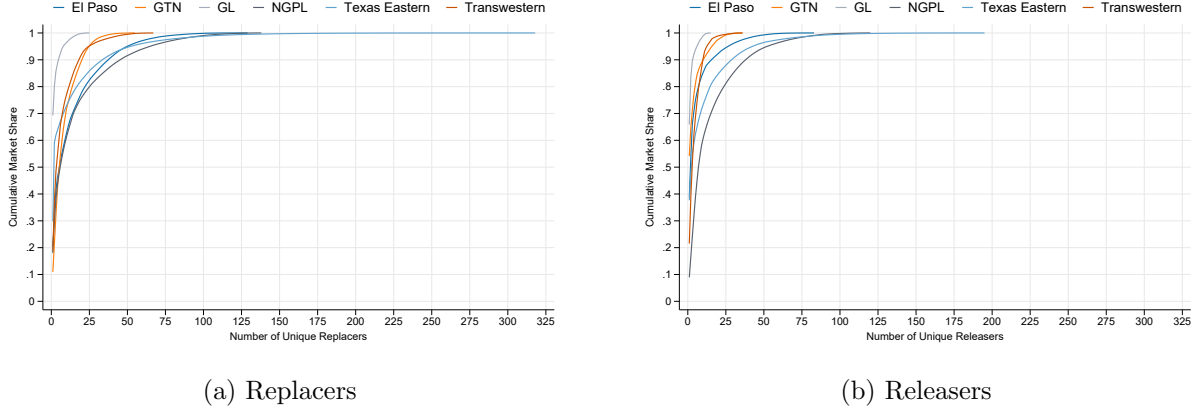 El Paso GTN GL NGPL Texas Eastern Transwestern
1
.9
.8
.7
.6
.5
.4
.3
.2
.1
0
Cumulative Market Share
0 25 50 75 100 125 150 175 200 225 250 275 300 325
Number of Unique Replacers
(a) Replacers
El Paso GTN GL NGPL Texas Eastern Transwestern
1
.9
.8
.7
.6
.5
.4
.3
.2
.1
0
Cumulative Market Share
0 25 50 75 100 125 150 175 200 225 250 275 300 325
Number of Unique Releasers
(b) Releasers